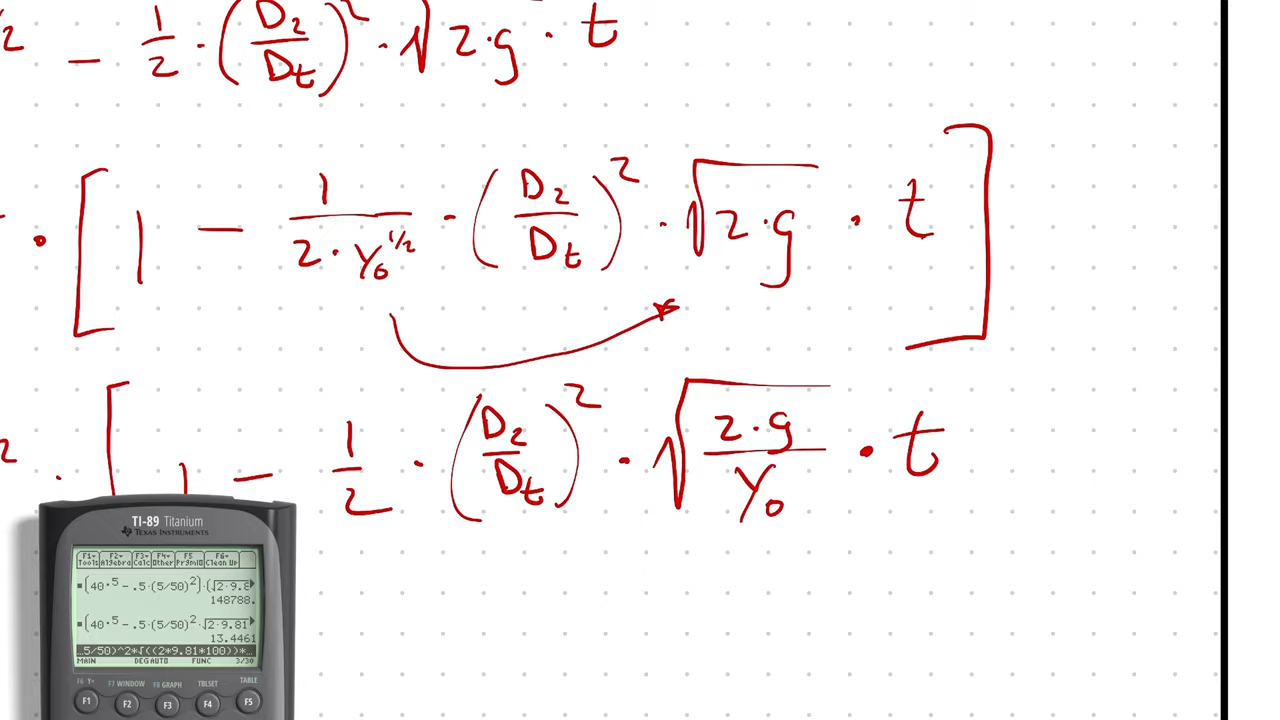 1/2 - 1/2 · (D2/Dt)^2 · √2·g · t
· [ 1 - 1/(2·Y0^1/2) · (D2/Dt)^2 · √2·g · t ]
2 · [ 1 - 1/2 · (D2/Dt)^2 · √(2·g/Y0) · t
TI-89 Titanium
TEXAS INSTRUMENTS
F1 F2 F3 F4 F5 F6
Tools Algebra Calc Other PrgmIO Clean Up
(40^.5 - .5·(5/50)^2)·(√2·9.8
148788.
(40^.5 - .5·(5/50)^2·√2·9.81
13.4461
…5/50)^2*√((2*9.81*100))*…
MAIN DEG AUTO FUNC 3/30
F6 F7 WINDOW F8 GRAPH TBLSET TABLE
F1 F2 F3 F4 F5